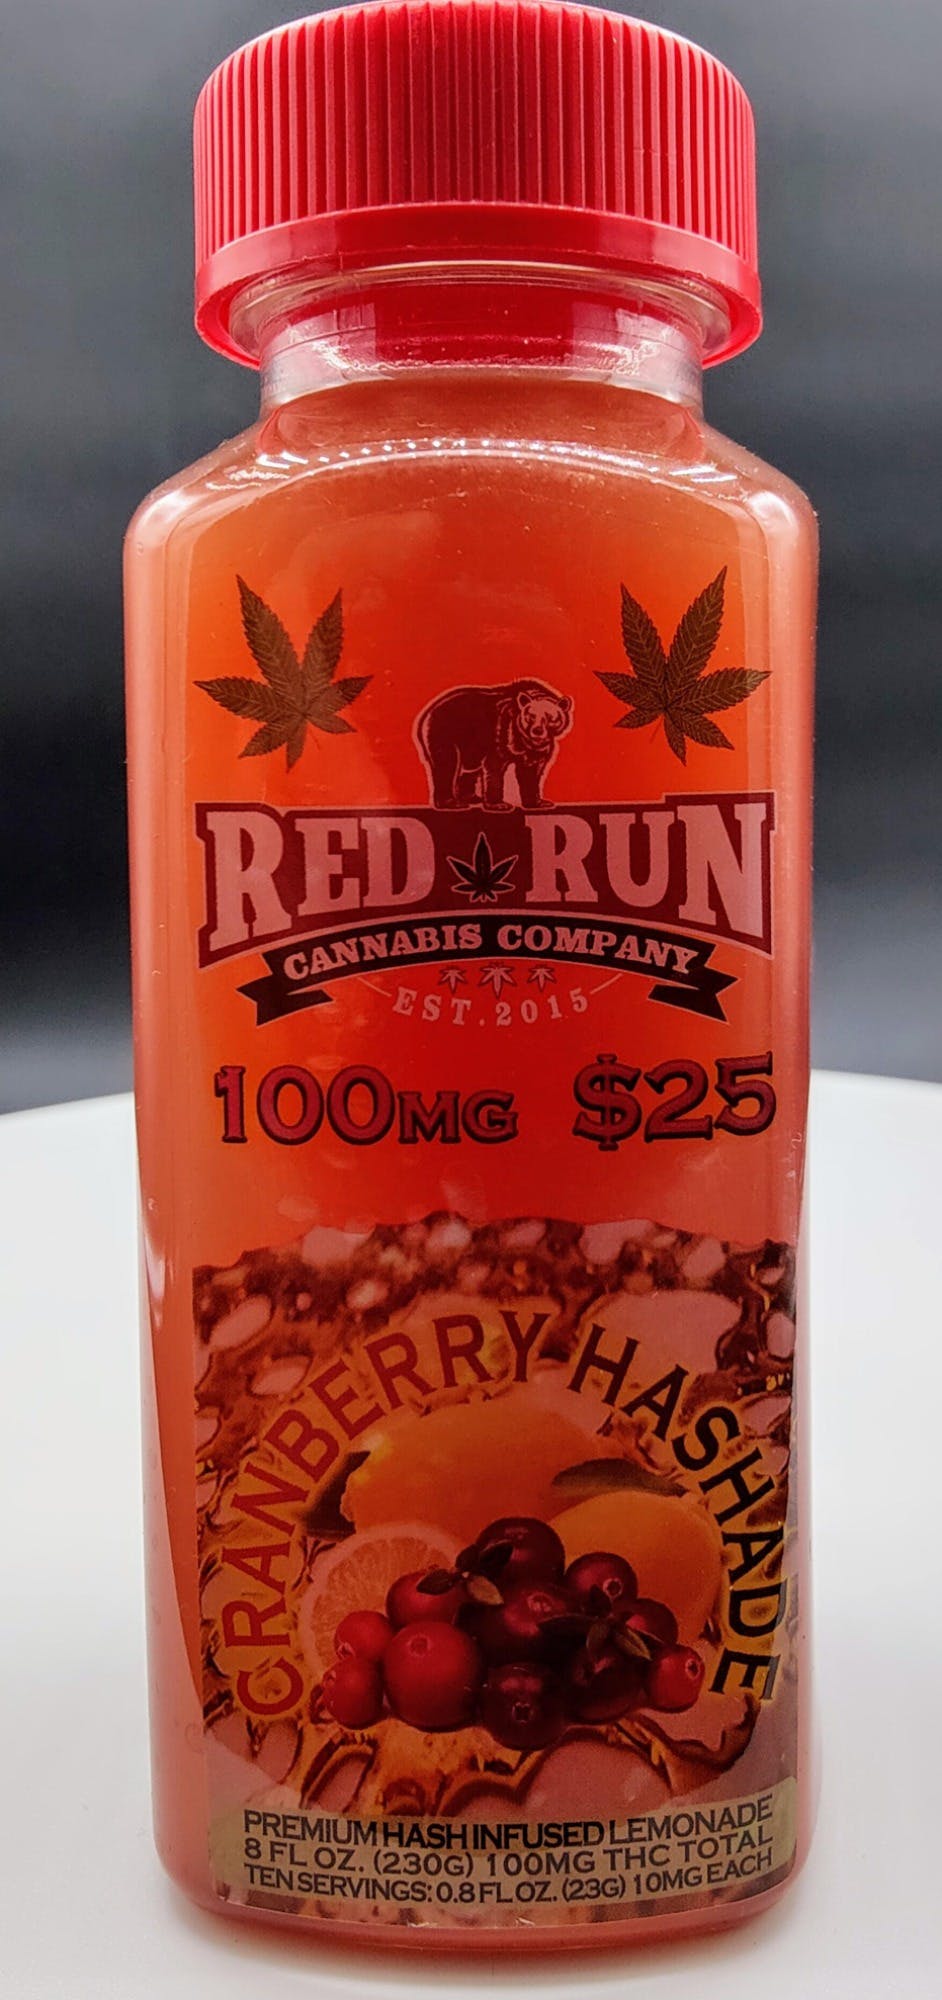 RED RUN
CANNABIS COMPANY
EST. 2015
100MG $25
CRANBERRY HASHADE
PREMIUM HASH INFUSED LEMONADE
8 FL OZ. (230G) 100MG THC TOTAL
TEN SERVINGS: 0.8 FL OZ. (23G) 10MG EACH